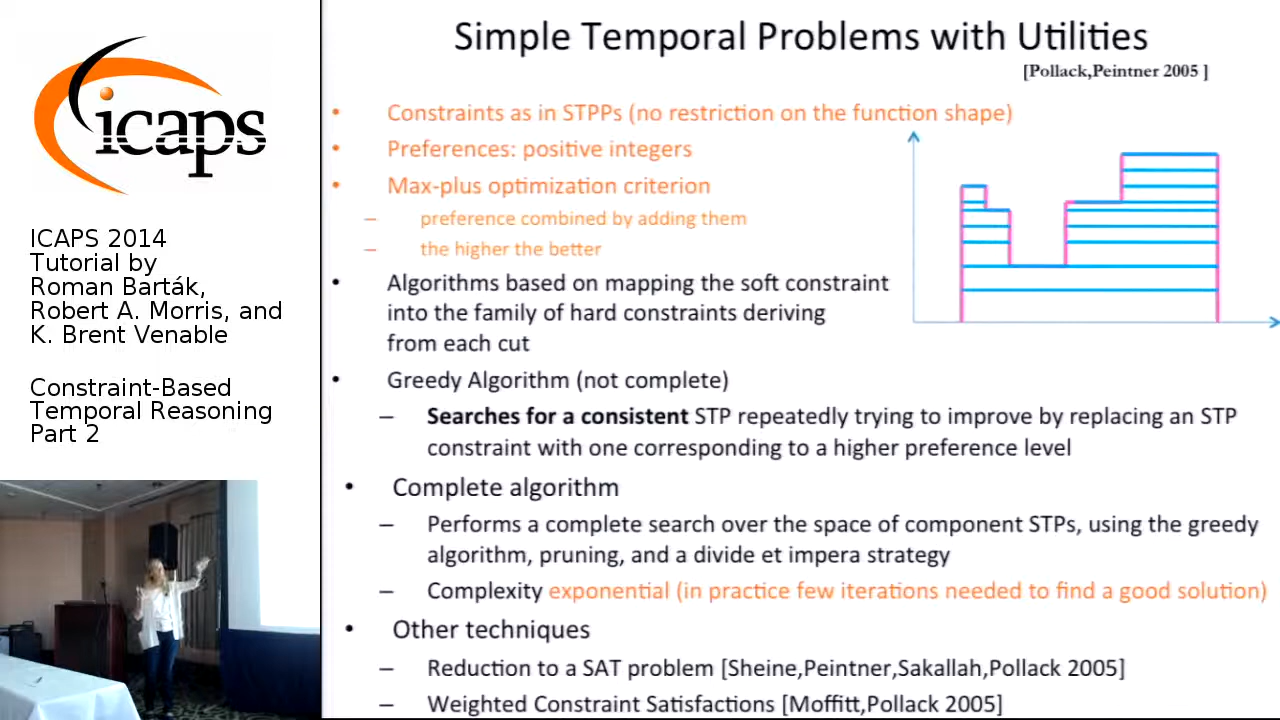 icaps
ICAPS 2014
Tutorial by
Roman Barták,
Robert A. Morris, and
K. Brent Venable
Constraint-Based
Temporal Reasoning
Part 2
Simple Temporal Problems with Utilities
[Pollack,Peintner 2005 ]
• Constraints as in STPPs (no restriction on the function shape)
• Preferences: positive integers
• Max-plus optimization criterion
– preference combined by adding them
– the higher the better
• Algorithms based on mapping the soft constraint
into the family of hard constraints deriving
from each cut
• Greedy Algorithm (not complete)
– Searches for a consistent STP repeatedly trying to improve by replacing an STP
constraint with one corresponding to a higher preference level
• Complete algorithm
– Performs a complete search over the space of component STPs, using the greedy
algorithm, pruning, and a divide et impera strategy
– Complexity exponential (in practice few iterations needed to find a good solution)
• Other techniques
– Reduction to a SAT problem [Sheine,Peintner,Sakallah,Pollack 2005]
– Weighted Constraint Satisfactions [Moffitt,Pollack 2005]